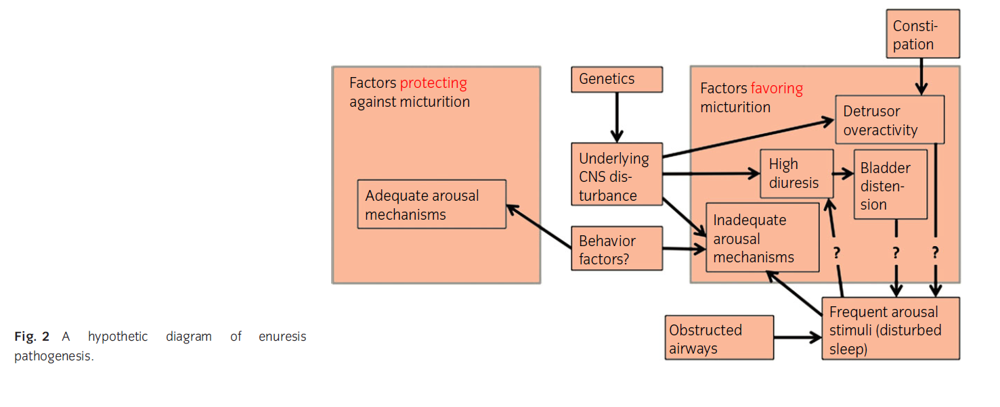 Consti-
pation
Factors protecting
against micturition
Genetics
Factors favoring
micturition
Detrusor
overactivity
Underlying
CNS dis-
turbance
High
diuresis
Bladder
disten-
sion
Adequate arousal
mechanisms
Inadequate
arousal
mechanisms
Behavior
factors?
?
?
?
Frequent arousal
stimuli (disturbed
sleep)
Obstructed
airways
Fig. 2 A hypothetic diagram of enuresis
pathogenesis.